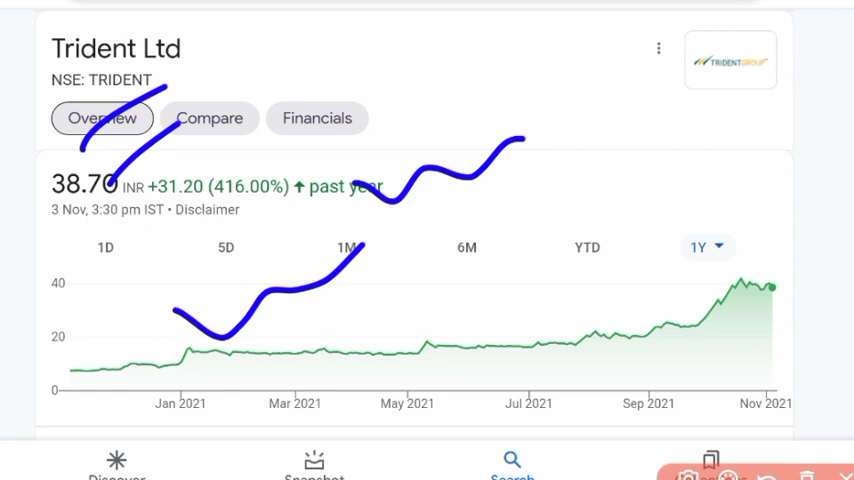 Trident Ltd
NSE: TRIDENT
TRIDENTGROUP
Overview Compare Financials
38.70 INR +31.20 (416.00%) ↑ past year
3 Nov, 3:30 pm IST • Disclaimer
1D 5D 1M 6M YTD 1Y
40
20
0
Jan 2021 Mar 2021 May 2021 Jul 2021 Sep 2021 Nov 2021
Discover Snapshot Search